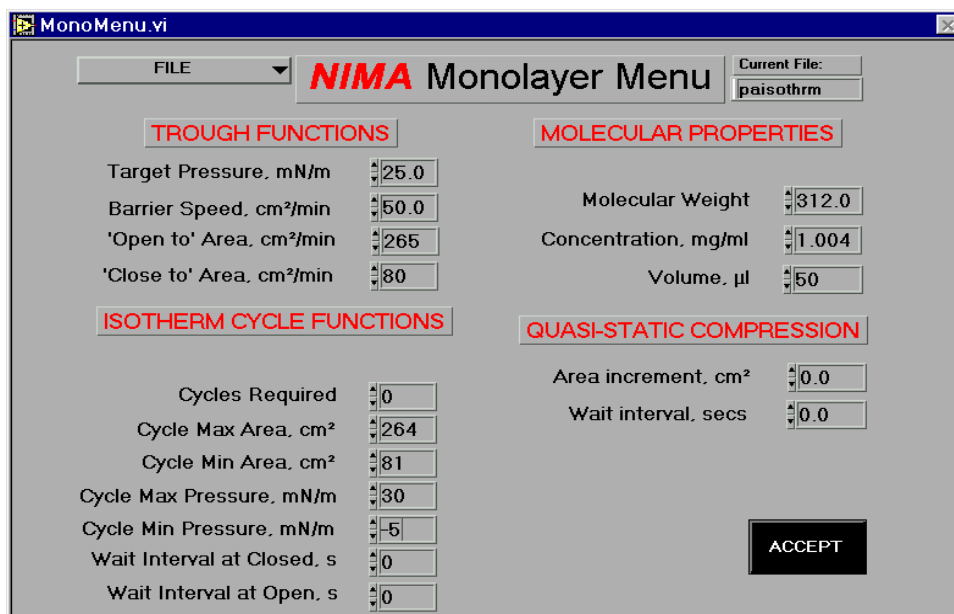 MonoMenu.vi
FILE
NIMA Monolayer Menu
Current File:
paisothrm
TROUGH FUNCTIONS
Target Pressure, mN/m 25.0
Barrier Speed, cm²/min 50.0
'Open to' Area, cm²/min 265
'Close to' Area, cm²/min 80
ISOTHERM CYCLE FUNCTIONS
Cycles Required 0
Cycle Max Area, cm² 264
Cycle Min Area, cm² 81
Cycle Max Pressure, mN/m 30
Cycle Min Pressure, mN/m -5
Wait Interval at Closed, s 0
Wait Interval at Open, s 0
MOLECULAR PROPERTIES
Molecular Weight 312.0
Concentration, mg/ml 1.004
Volume, µl 50
QUASI-STATIC COMPRESSION
Area increment, cm² 0.0
Wait interval, secs 0.0
ACCEPT